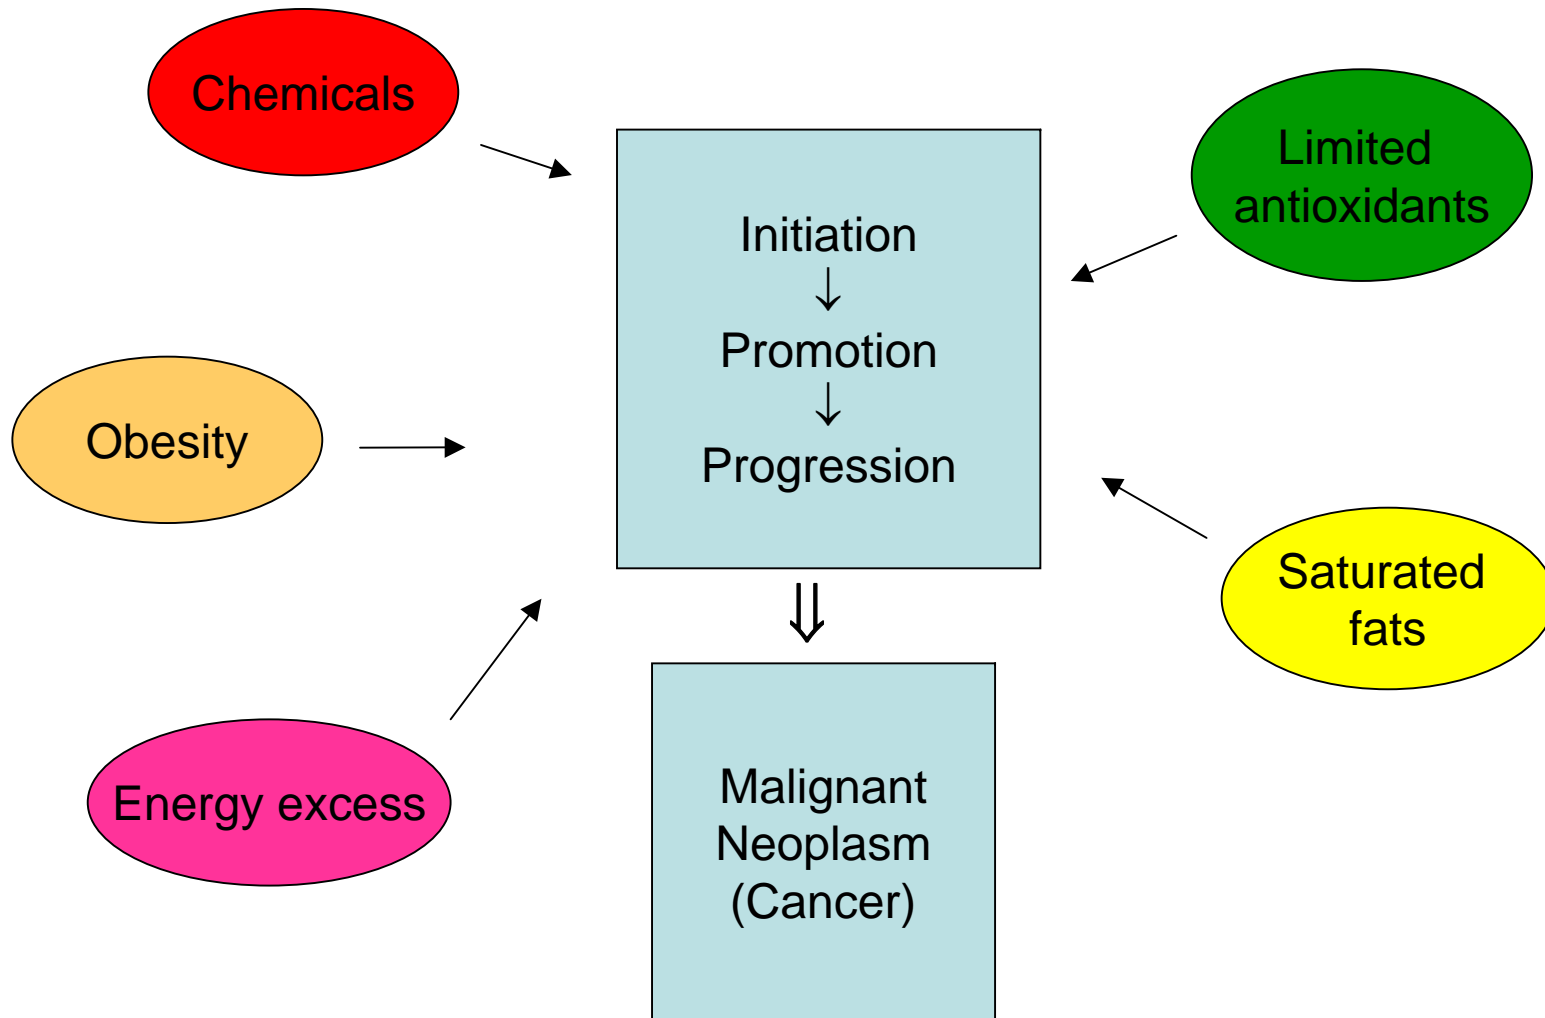 Chemicals
Limited
antioxidants
Initiation
↓
Promotion
↓
Progression
Obesity
Saturated
fats
⇓
Energy excess
Malignant
Neoplasm
(Cancer)